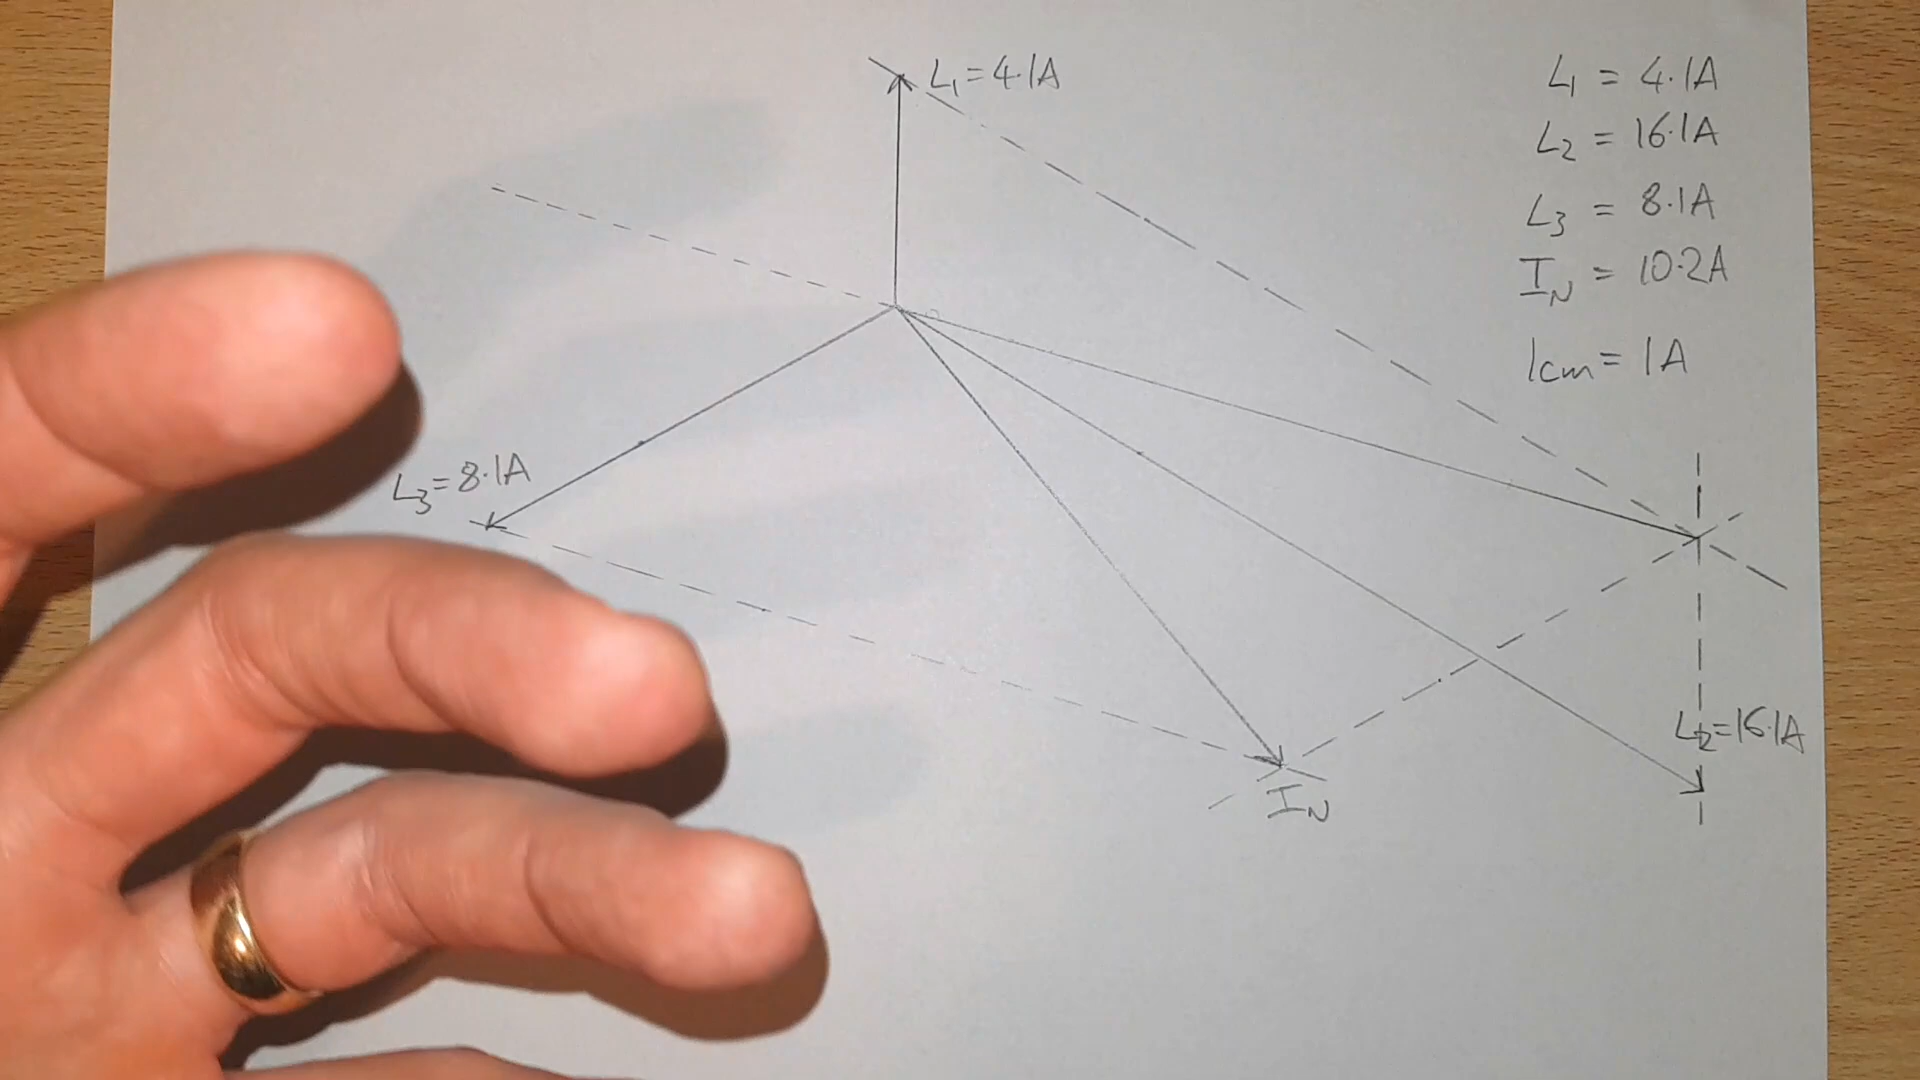 L1 = 4.1A
L1 = 4.1A
L2 = 16.1A
L3 = 8.1A
IN = 10.2A
1cm = 1A
L3 = 8.1A
L2 = 16.1A
IN